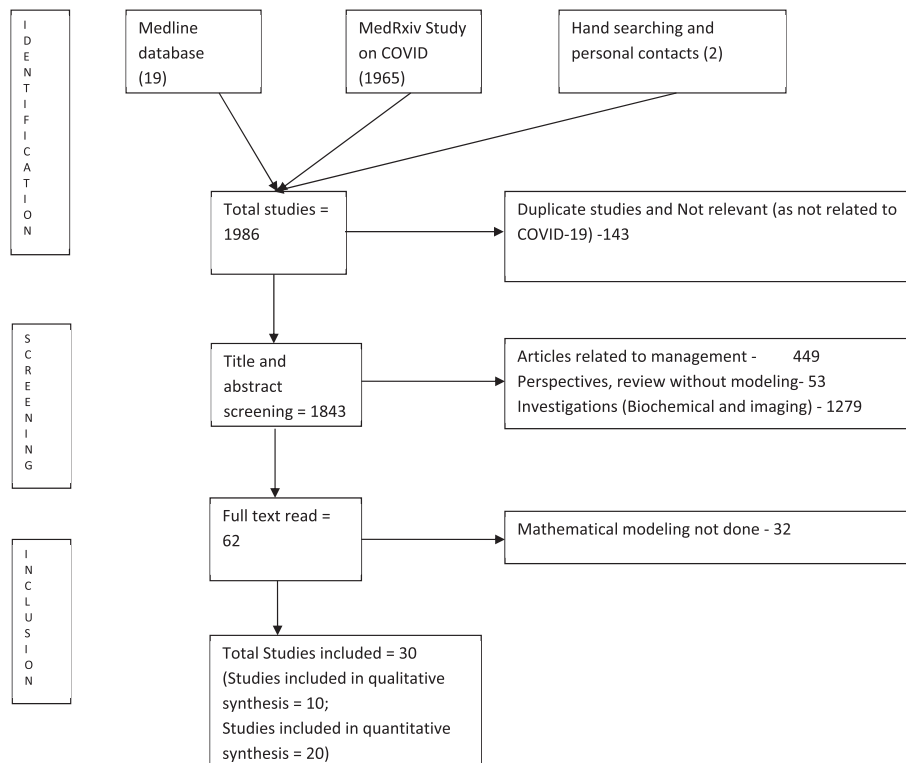 IDENTIFICATION
Medline
database
(19)
MedRxiv Study
on COVID
(1965)
Hand searching and
personal contacts (2)
Total studies =
1986
Duplicate studies and Not relevant (as not related to
COVID-19) -143
SCREENING
Title and
abstract
screening = 1843
Articles related to management - 449
Perspectives, review without modeling- 53
Investigations (Biochemical and imaging) - 1279
Full text read =
62
Mathematical modeling not done - 32
INCLUSION
Total Studies included = 30
(Studies included in qualitative
synthesis = 10;
Studies included in quantitative
synthesis = 20)